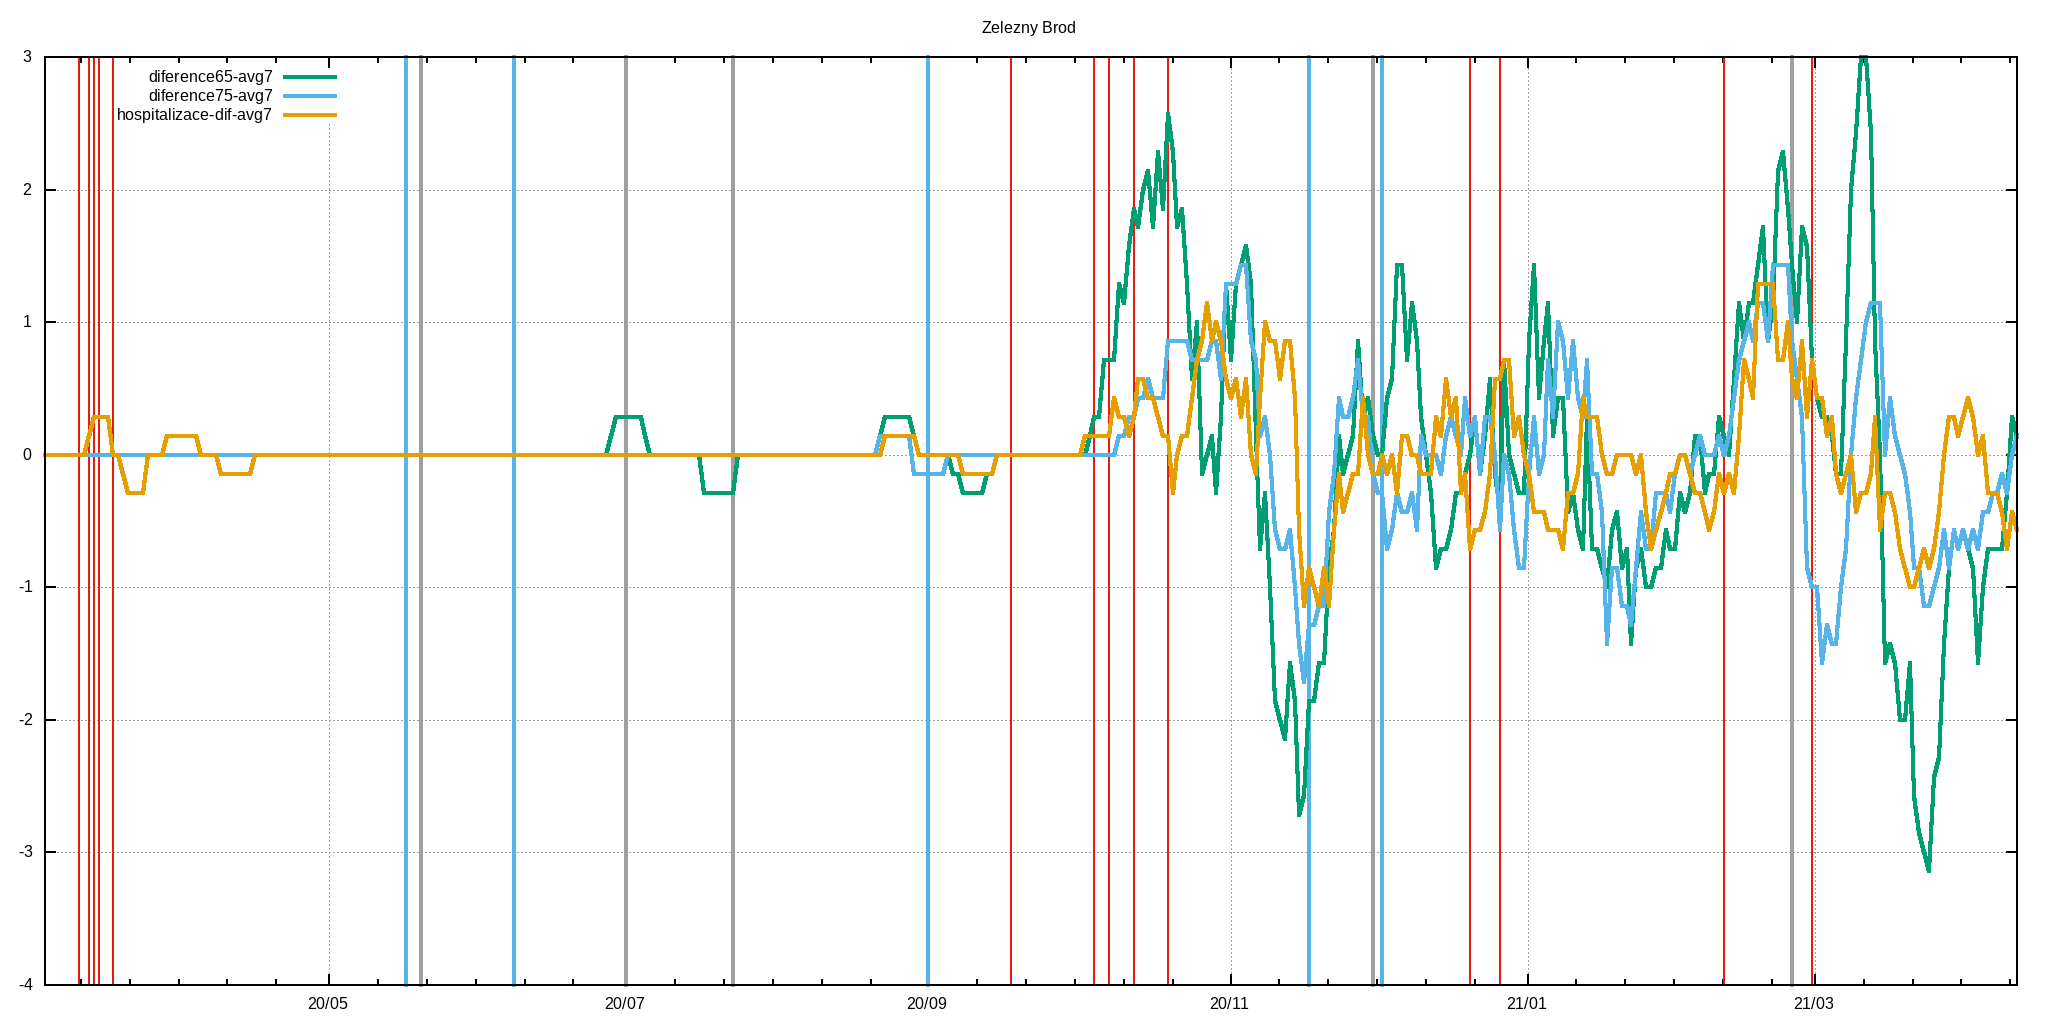 Zelezny Brod
diference65-avg7
diference75-avg7
hospitalizace-dif-avg7
3
2
1
0
-1
-2
-3
-4
20/05 20/07 20/09 20/11 21/01 21/03